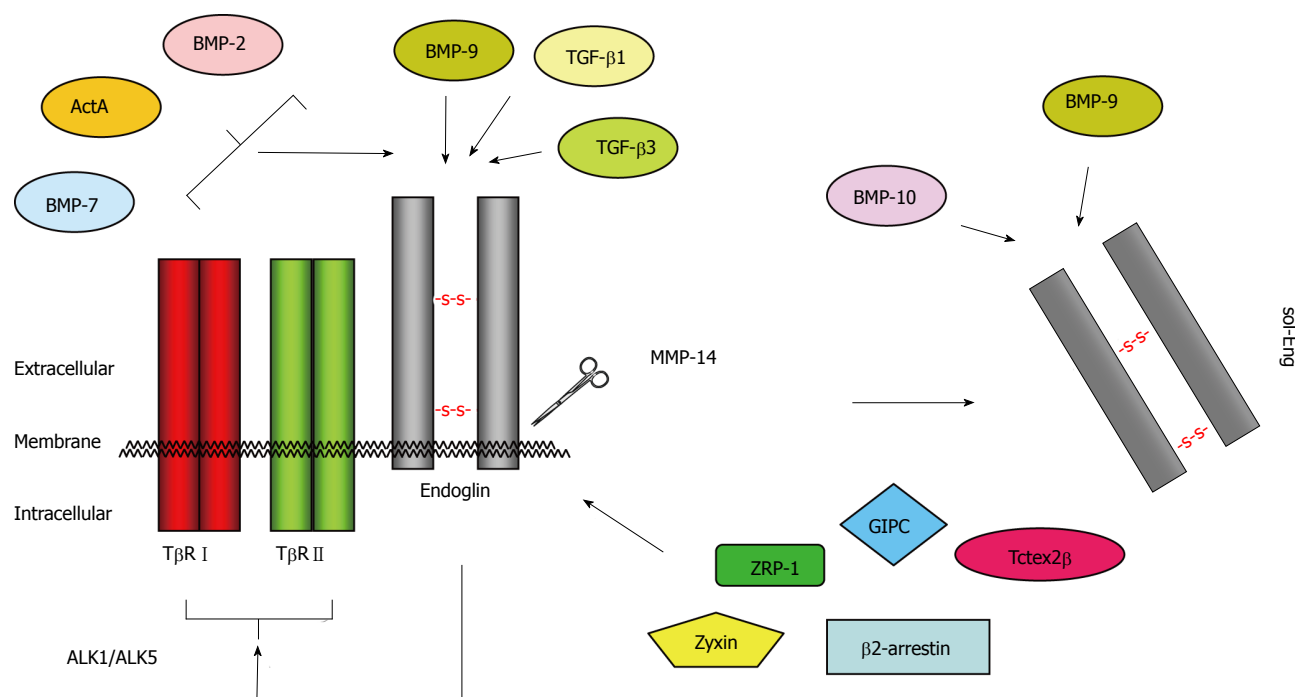 BMP-2
BMP-9
TGF-β1
ActA
BMP-9
TGF-β3
BMP-7
BMP-10
-s-s-
-s-s-
sol-Eng
MMP-14
Extracellular
-s-s-
-s-s-
Membrane
Endoglin
Intracellular
GIPC
TβR I
TβR II
ZRP-1
Tctex2β
Zyxin
β2-arrestin
ALK1/ALK5